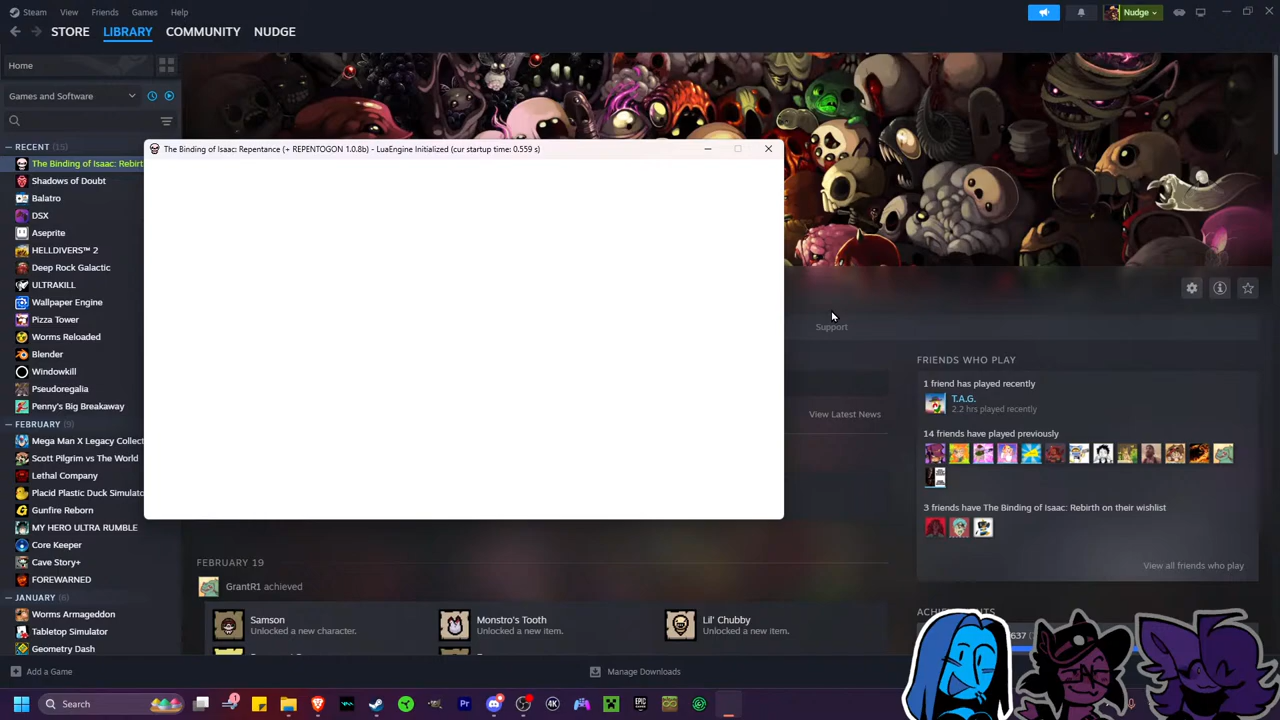 Steam View Friends Games Help
Nudge
STORE LIBRARY COMMUNITY NUDGE
Home
Games and Software
RECENT (15)
The Binding of Isaac: Rebirt
Shadows of Doubt
Balatro
DSX
Aseprite
HELLDIVERS™ 2
Deep Rock Galactic
ULTRAKILL
Wallpaper Engine
Pizza Tower
Worms Reloaded
Blender
Windowkill
Pseudoregalia
Penny's Big Breakaway
FEBRUARY (9)
Mega Man X Legacy Collect
Scott Pilgrim vs The World
Lethal Company
Placid Plastic Duck Simulato
Gunfire Reborn
MY HERO ULTRA RUMBLE
Core Keeper
Cave Story+
FOREWARNED
JANUARY (6)
Worms Armageddon
Tabletop Simulator
Geometry Dash
The Binding of Isaac: Repentance (+ REPENTOGON 1.0.8b) - LuaEngine Initialized (cur startup time: 0.559 s)
Support
View Latest News
FRIENDS WHO PLAY
1 friend has played recently
T.A.G.
2.2 hrs played recently
14 friends have played previously
3 friends have The Binding of Isaac: Rebirth on their wishlist
View all friends who play
FEBRUARY 19
GrantR1 achieved
Samson
Unlocked a new character.
Monstro's Tooth
Unlocked a new item.
Lil' Chubby
Unlocked a new item.
Add a Game
Manage Downloads
Search
4K
EPIC